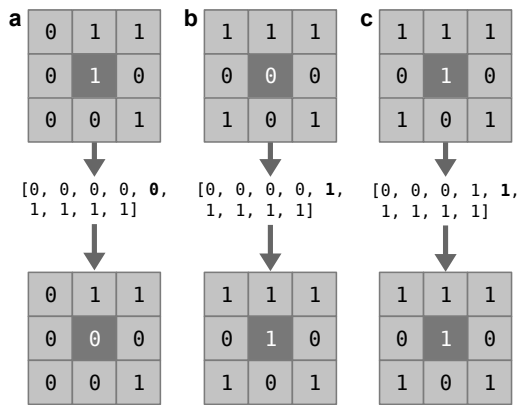 a b c
0 1 1 1 1 1 1 1 1
0 1 0 0 0 0 0 1 0
0 0 1 1 0 1 1 0 1
[0, 0, 0, 0, 0, [0, 0, 0, 0, 1, [0, 0, 0, 1, 1,
1, 1, 1, 1] 1, 1, 1, 1] 1, 1, 1, 1]
0 1 1 1 1 1 1 1 1
0 0 0 0 1 0 0 1 0
0 0 1 1 0 1 1 0 1